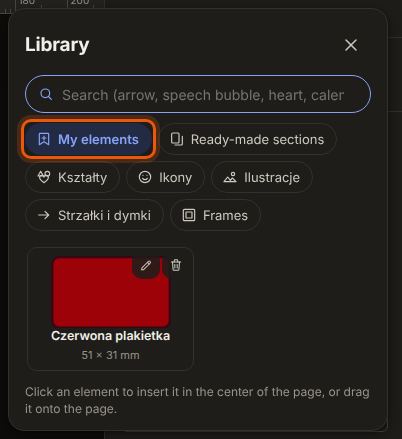 180
200
Library
Search (arrow, speech bubble, heart, caler
My elements
Ready-made sections
Kształty
Ikony
Ilustracje
Strzałki i dymki
Frames
Czerwona plakietka
51 × 31 mm
Click an element to insert it in the center of the page, or drag
it onto the page.